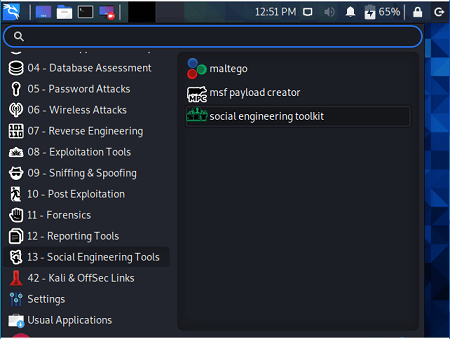 12:51 PM 65%
04 - Database Assessment
05 - Password Attacks
06 - Wireless Attacks
07 - Reverse Engineering
08 - Exploitation Tools
09 - Sniffing & Spoofing
10 - Post Exploitation
11 - Forensics
12 - Reporting Tools
13 - Social Engineering Tools
42 - Kali & OffSec Links
Settings
Usual Applications
maltego
msf payload creator
social engineering toolkit